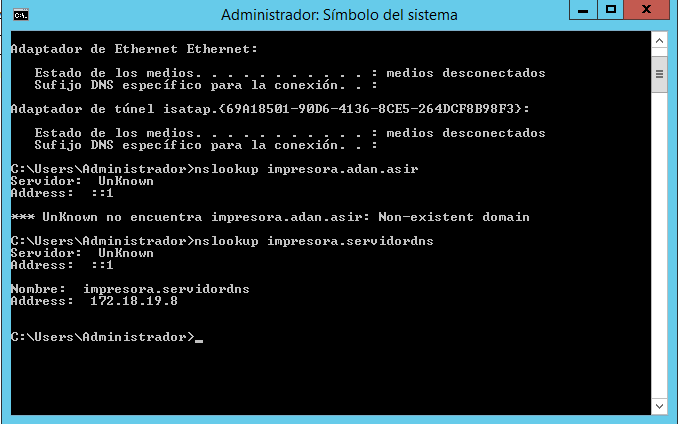 Administrador: Símbolo del sistema
Adaptador de Ethernet Ethernet:
Estado de los medios. . . . . . . . . . . : medios desconectados
Sufijo DNS específico para la conexión. . :
Adaptador de túnel isatap.{69A18501-90D6-4136-8CE5-264DCF8B98F3}:
Estado de los medios. . . . . . . . . . . : medios desconectados
Sufijo DNS específico para la conexión. . :
C:\Users\Administrador>nslookup impresora.adan.asir
Servidor:  UnKnown
Address:  ::1
*** UnKnown no encuentra impresora.adan.asir: Non-existent domain
C:\Users\Administrador>nslookup impresora.servidordns
Servidor:  UnKnown
Address:  ::1
Nombre:  impresora.servidordns
Address:  172.18.19.8
C:\Users\Administrador>_